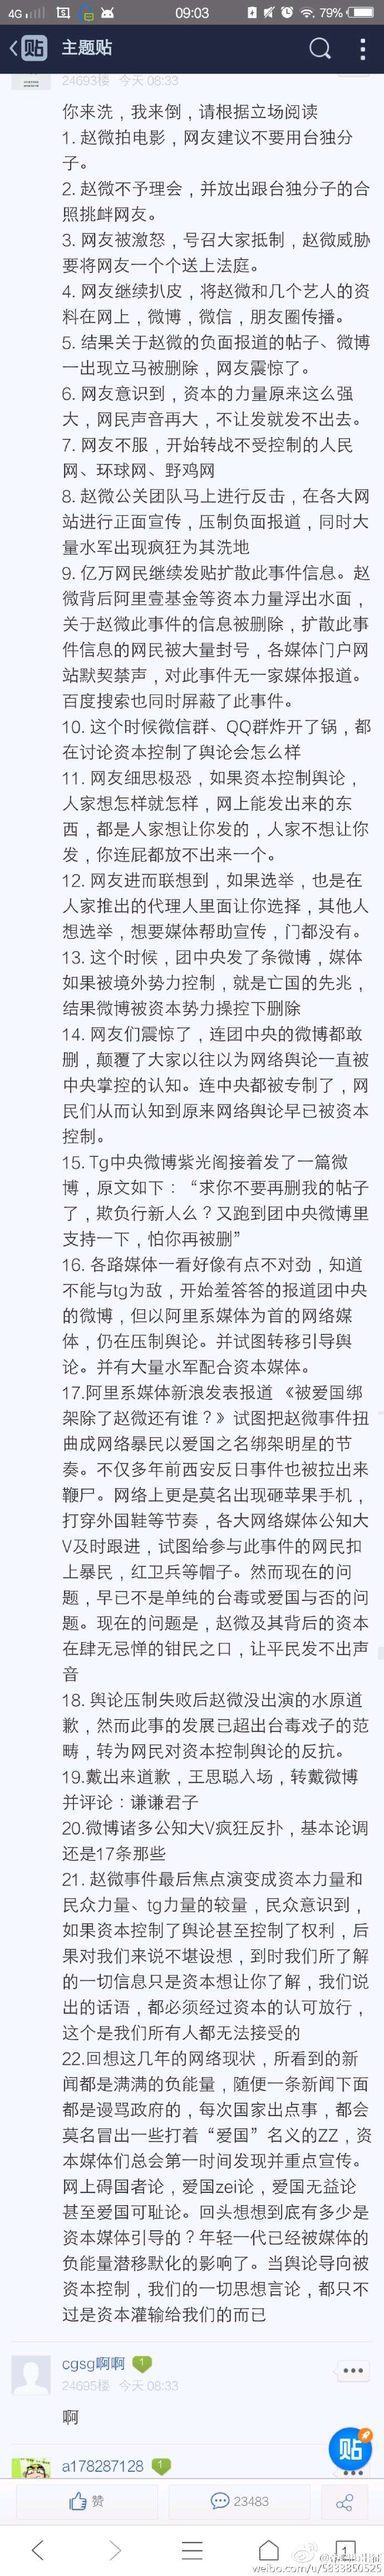 4G 09:03 79%
主题贴
24693楼 今天 08:33
你来洗，我来倒，请根据立场阅读
1. 赵微拍电影，网友建议不要用台独分
子。
2. 赵微不予理会，并放出跟台独分子的合
照挑衅网友。
3. 网友被激怒，号召大家抵制，赵微威胁
要将网友一个个送上法庭。
4. 网友继续扒皮，将赵微和几个艺人的资
料在网上，微博，微信，朋友圈传播。
5. 结果关于赵微的负面报道的帖子、微博
一出现立马被删除，网友震惊了。
6. 网友意识到，资本的力量原来这么强
大，网民声音再大，不让发就发不出去。
7. 网友不服，开始转战不受控制的人民
网、环球网、野鸡网
8. 赵微公关团队马上进行反击，在各大网
站进行正面宣传，压制负面报道，同时大
量水军出现疯狂为其洗地
9. 亿万网民继续发贴扩散此事件信息。赵
微背后阿里壹基金等资本力量浮出水面，
关于赵微此事件的信息被删除，扩散此事
件信息的网民被大量封号，各媒体门户网
站默契禁声，对此事件无一家媒体报道。
百度搜索也同时屏蔽了此事件。
10. 这个时候微信群、QQ群炸开了锅，都
在讨论资本控制了舆论会怎么样
11. 网友细思极恐，如果资本控制舆论，
人家想怎样就怎样，网上能发出来的东
西，都是人家想让你发的，人家不想让你
发，你连屁都放不出来一个。
12. 网友进而联想到，如果选举，也是在
人家推出的代理人里面让你选择，其他人
想选举，想要媒体帮助宣传，门都没有。
13. 这个时候，团中央发了条微博，媒体
如果被境外势力控制，就是亡国的先兆，
结果微博被资本势力操控下删除
14. 网友们震惊了，连团中央的微博都敢
删，颠覆了大家以往以为网络舆论一直被
中央掌控的认知。连中央都被专制了，网
民们从而认知到原来网络舆论早已被资本
控制。
15. Tg中央微博紫光阁接着发了一篇微
博，原文如下：“求你不要再删我的帖子
了，欺负行新人么？又跑到团中央微博里
支持一下，怕你再被删”
16. 各路媒体一看好像有点不对劲，知道
不能与tg为敌，开始羞答答的报道团中央
的微博，但以阿里系媒体为首的网络媒
体，仍在压制舆论。并试图转移引导舆
论。并有大量水军配合资本媒体。
17.阿里系媒体新浪发表报道 《被爱国绑
架除了赵微还有谁？》试图把赵微事件扭
曲成网络暴民以爱国之名绑架明星的节
奏。不仅多年前西安反日事件也被拉出来
鞭尸。网络上更是莫名出现砸苹果手机，
打穿外国鞋等节奏，各大网络媒体公知大
V及时跟进，试图给参与此事件的网民扣
上暴民，红卫兵等帽子。然而现在的问
题，早已不是单纯的台毒或爱国与否的问
题。现在的问题是，赵微及其背后的资本
在肆无忌惮的钳民之口，让平民发不出声
音
18. 舆论压制失败后赵微没出演的水原道
歉，然而此事的发展已超出台毒戏子的范
畴，转为网民对资本控制舆论的反抗。
19.戴出来道歉，王思聪入场，转戴微博
并评论：谦谦君子
20.微博诸多公知大V疯狂反扑，基本论调
还是17条那些
21. 赵微事件最后焦点演变成资本力量和
民众力量、tg力量的较量，民众意识到，
如果资本控制了舆论甚至控制了权利，后
果对我们来说不堪设想，到时我们所了解
的一切信息只是资本想让你了解，我们说
出的话语，都必须经过资本的认可放行，
这个是我们所有人都无法接受的
22.回想这几年的网络现状，所看到的新
闻都是满满的负能量，随便一条新闻下面
都是谩骂政府的，每次国家出点事，都会
莫名冒出一些打着“爱国”名义的ZZ，资
本媒体们总会第一时间发现并重点宣传。
网上碍国者论，爱国zei论，爱国无益论
甚至爱国可耻论。回头想想到底有多少是
资本媒体引导的？年轻一代已经被媒体的
负能量潜移默化的影响了。当舆论导向被
资本控制，我们的一切思想言论，都只不
过是资本灌输给我们的而已
cgsg啊啊 1
24695楼 今天 08:33
啊
a178287128 1
贴
赞 23483
1
weibo.com/u/5833850525